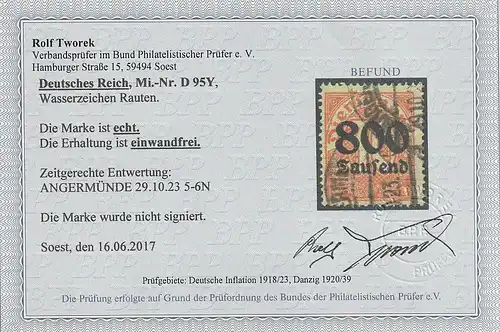 Rolf Tworek
Verbandsprüfer im Bund Philatelistischer Prüfer e. V.
Hamburger Straße 15, 59494 Soest
BEFUND
Deutsches Reich, Mi.-Nr. D 95Y,
Wasserzeichen Rauten.
Die Marke ist echt.
Die Erhaltung ist einwandfrei.
Zeitgerechte Entwertung:
ANGERMÜNDE 29.10.23 5-6N
Die Marke wurde nicht signiert.
Soest, den 16.06.2017
800
Tausend
Prüfgebiete: Deutsche Inflation 1918/23, Danzig 1920/39
Die Prüfung erfolgte auf Grund der Prüfordnung des Bundes der Philatelistischen Prüfer e.V.